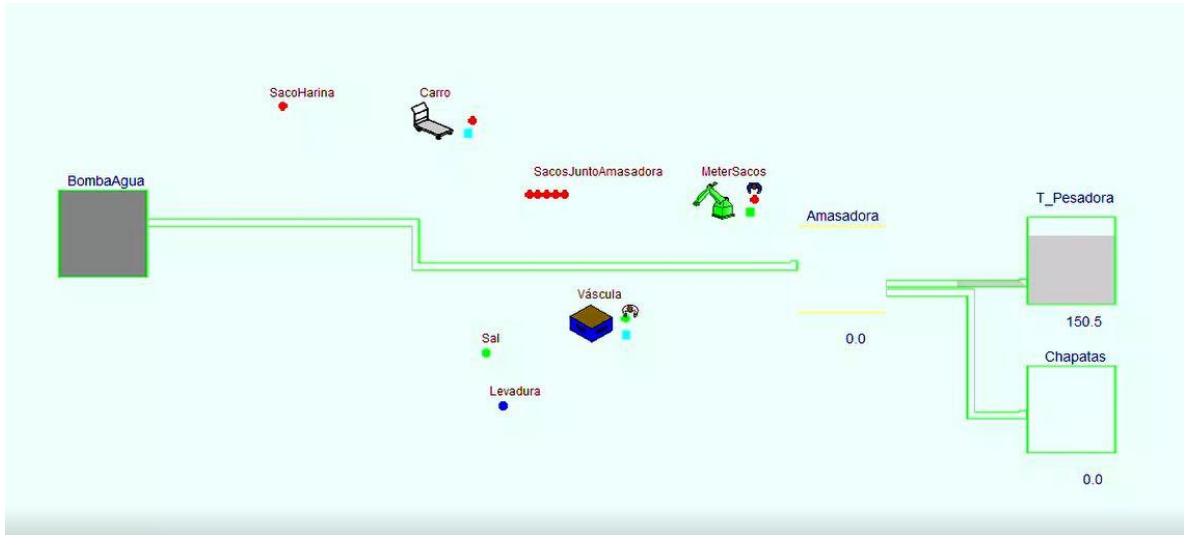 SacoHarina
Carro
SacosJuntoAmasadora
MeterSacos
BombaAgua
T_Pesadora
Amasadora
Váscula
150.5
Sal
0.0
Chapatas
Levadura
0.0